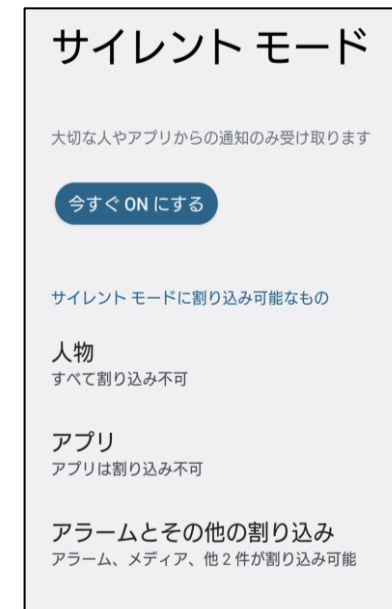 サイレント モード
大切な人やアプリからの通知のみ受け取ります
今すぐ ON にする
サイレント モードに割り込み可能なもの
人物
すべて割り込み不可
アプリ
アプリは割り込み不可
アラームとその他の割り込み
アラーム、メディア、他 2 件が割り込み可能